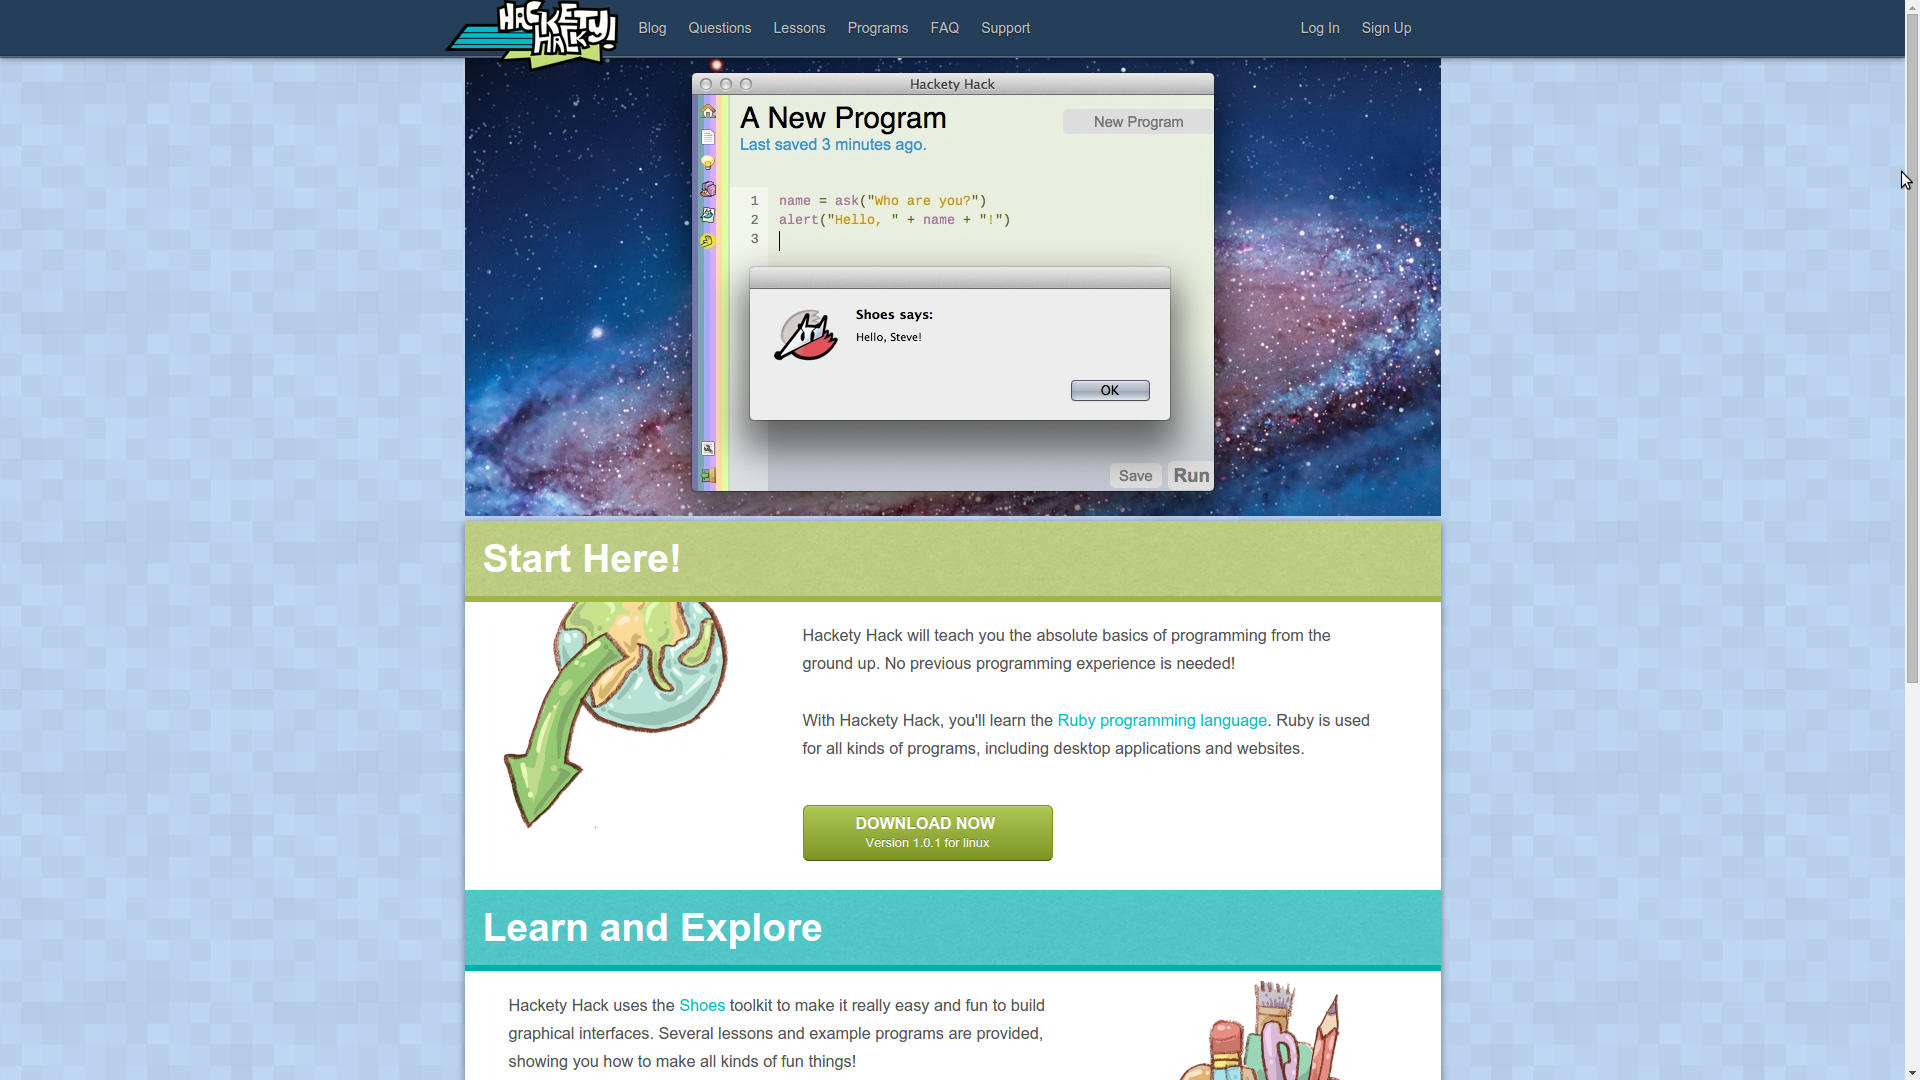 HACKETY HACK!
Blog Questions Lessons Programs FAQ Support Log In Sign Up
Hackety Hack
A New Program
New Program
Last saved 3 minutes ago.
1 name = ask("Who are you?")
2 alert("Hello, " + name + "!")
3
Shoes says:
Hello, Steve!
OK
Save Run
Start Here!
Hackety Hack will teach you the absolute basics of programming from the
ground up. No previous programming experience is needed!
With Hackety Hack, you'll learn the Ruby programming language. Ruby is used
for all kinds of programs, including desktop applications and websites.
DOWNLOAD NOW
Version 1.0.1 for linux
Learn and Explore
Hackety Hack uses the Shoes toolkit to make it really easy and fun to build
graphical interfaces. Several lessons and example programs are provided,
showing you how to make all kinds of fun things!